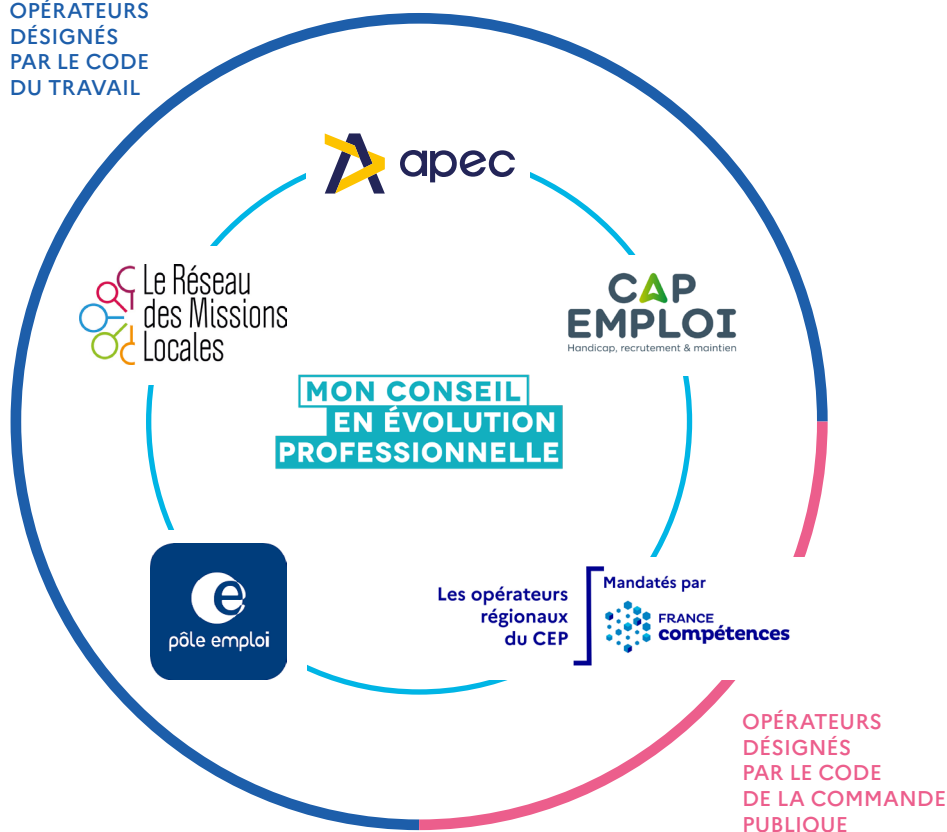 OPÉRATEURS
DÉSIGNÉS
PAR LE CODE
DU TRAVAIL
apec
Le Réseau
des Missions
Locales
CAP
EMPLOI
Handicap, recrutement & maintien
MON CONSEIL
EN ÉVOLUTION
PROFESSIONNELLE
pôle emploi
Les opérateurs
régionaux
du CEP
Mandatés par
FRANCE
compétences
OPÉRATEURS
DÉSIGNÉS
PAR LE CODE
DE LA COMMANDE
PUBLIQUE